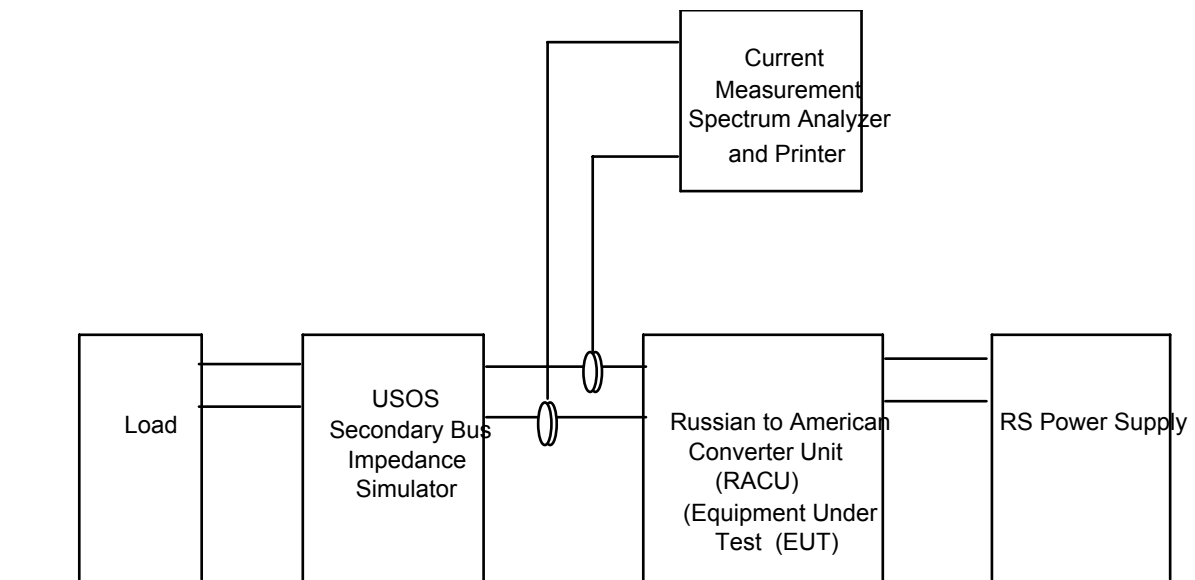 Current
Measurement
Spectrum Analyzer
and Printer
Load
USOS
Secondary Bus
Impedance
Simulator
Russian to American
Converter Unit
(RACU)
(Equipment Under
Test (EUT)
RS Power Supply